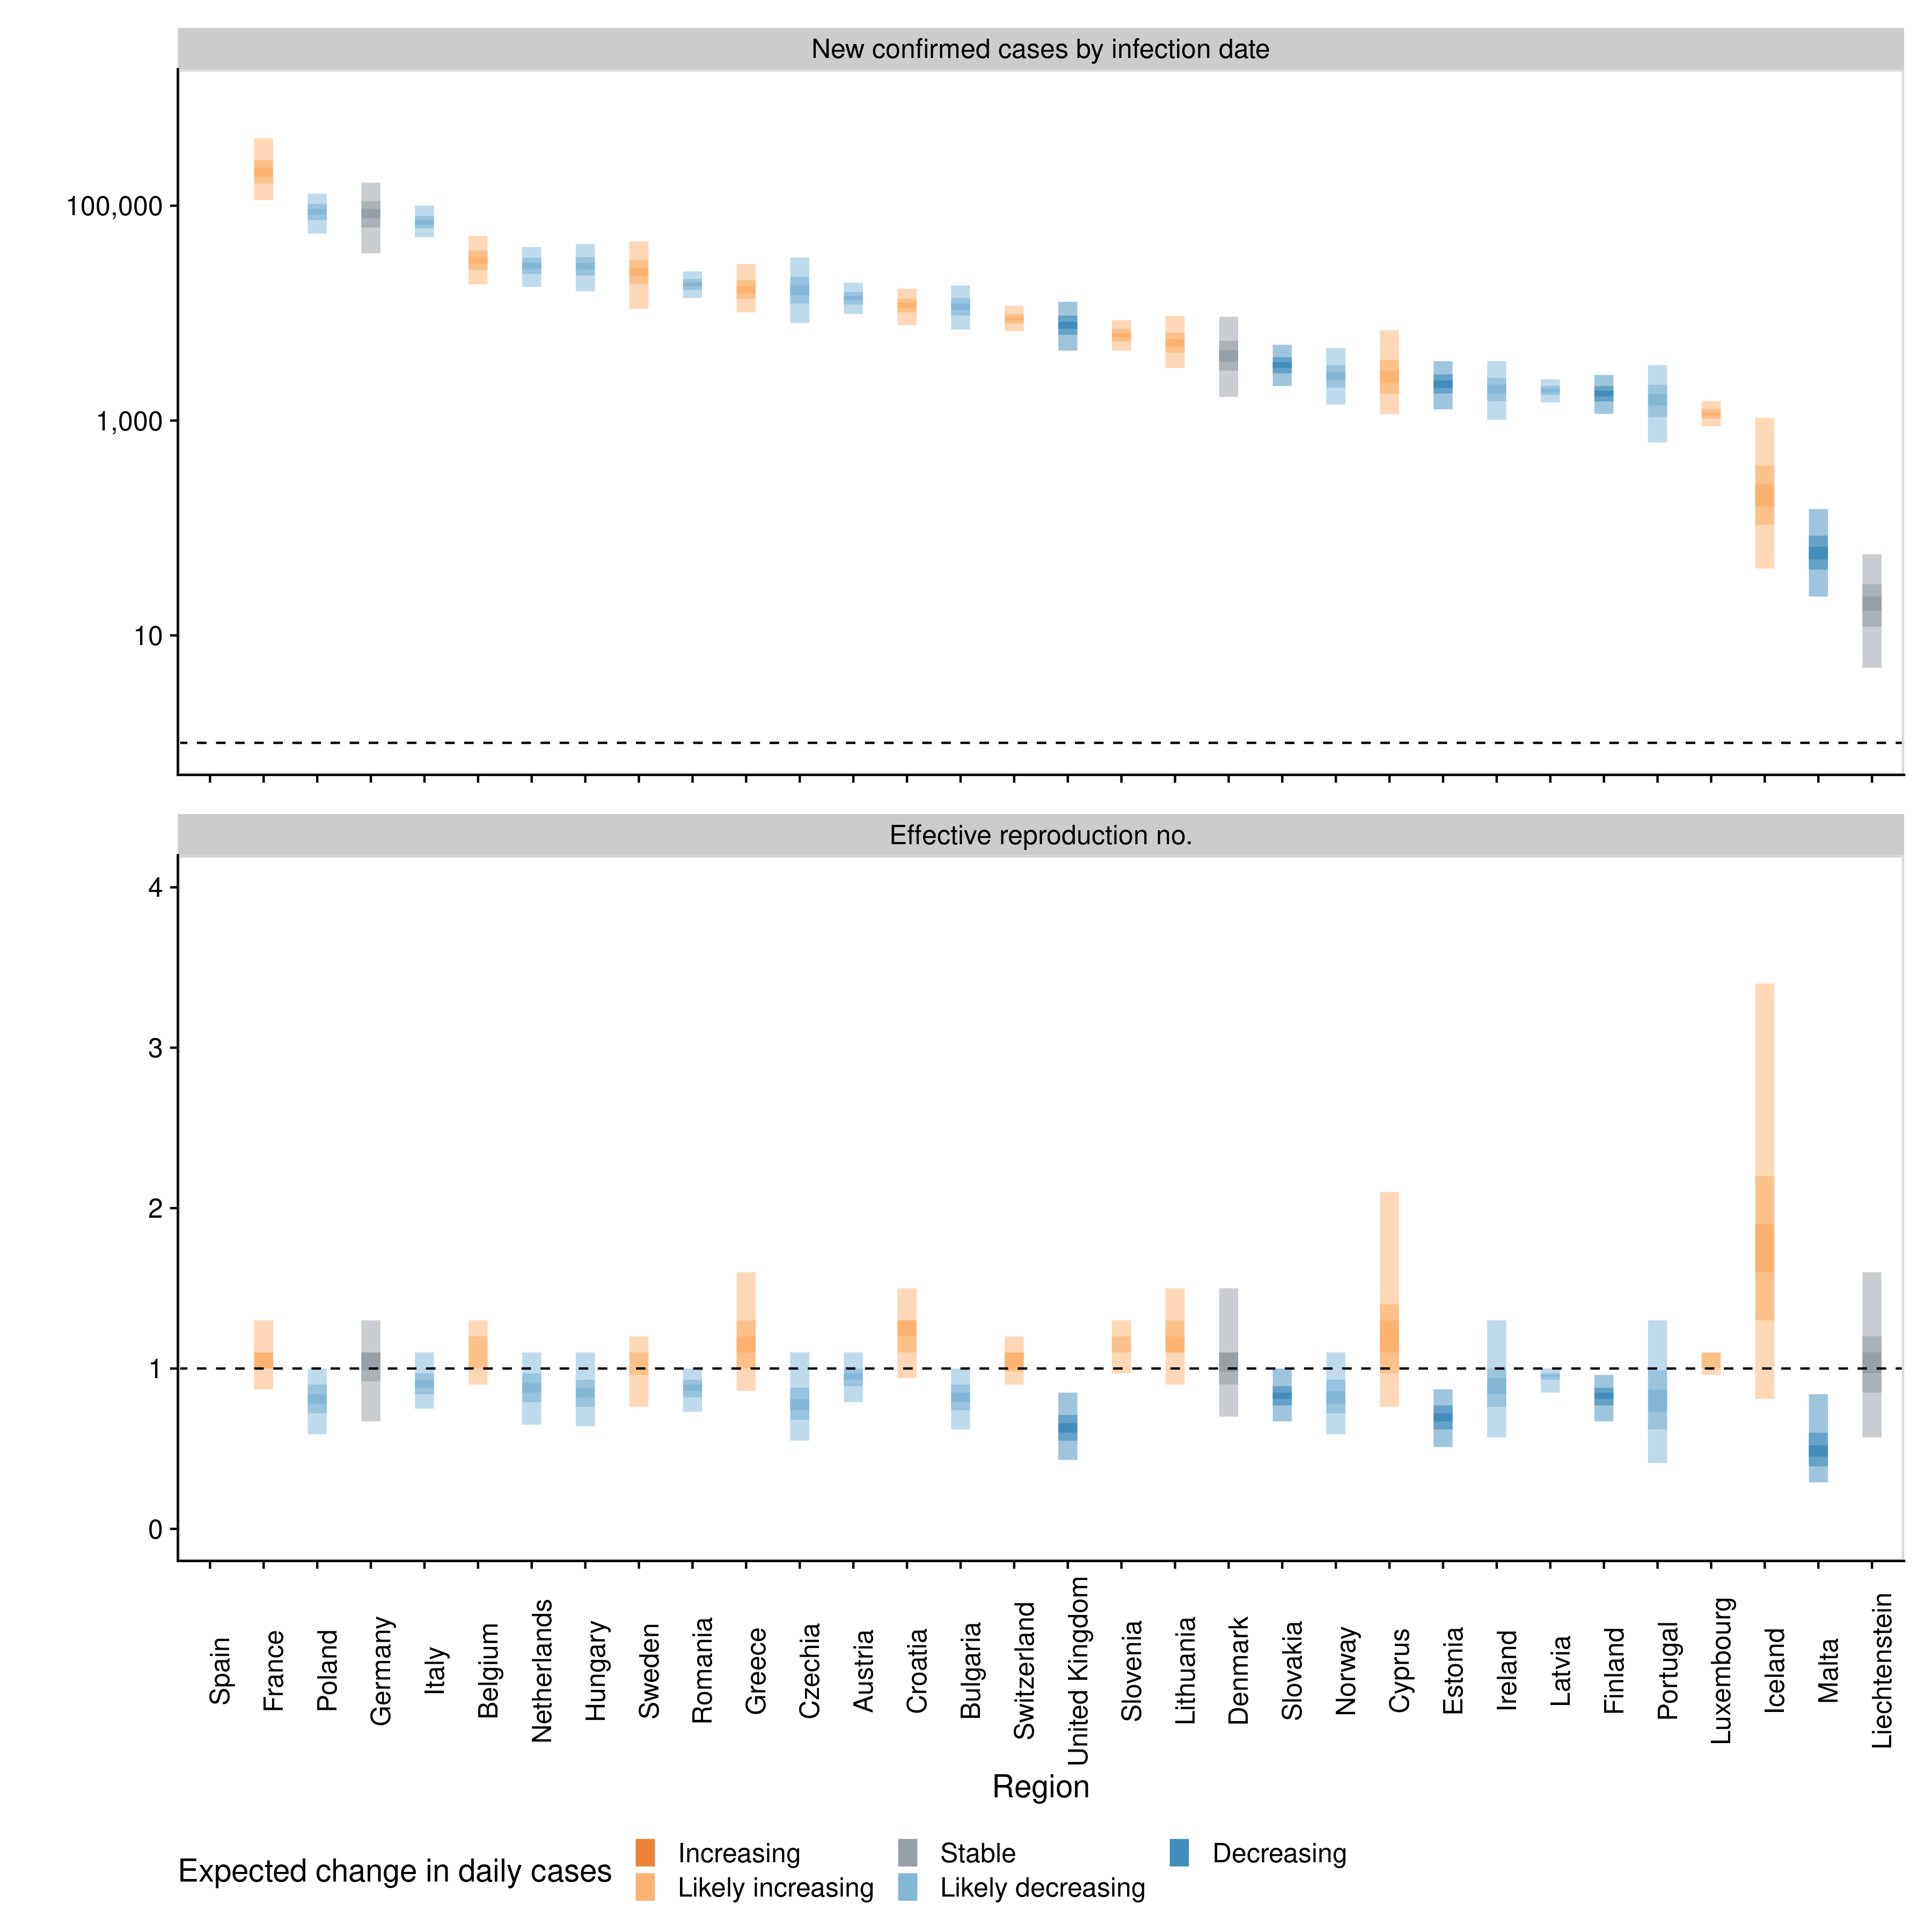 New confirmed cases by infection date
100,000
1,000
10
Effective reproduction no.
4
3
2
1
0
Spain
France
Poland
Germany
Italy
Belgium
Netherlands
Hungary
Sweden
Romania
Greece
Czechia
Austria
Croatia
Bulgaria
Switzerland
United Kingdom
Slovenia
Lithuania
Denmark
Slovakia
Norway
Cyprus
Estonia
Ireland
Latvia
Finland
Portugal
Luxembourg
Iceland
Malta
Liechtenstein
Region
Expected change in daily cases
Increasing
Likely increasing
Stable
Likely decreasing
Decreasing